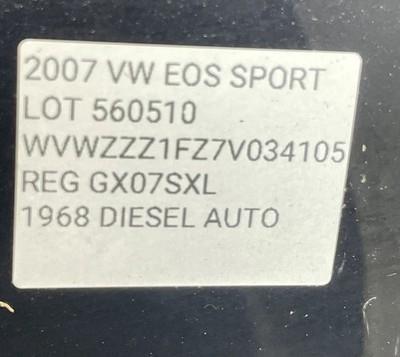 2007 VW EOS SPORT
LOT 560510
WVWZZZ1FZ7V034105
REG GX07SXL
1968 DIESEL AUTO